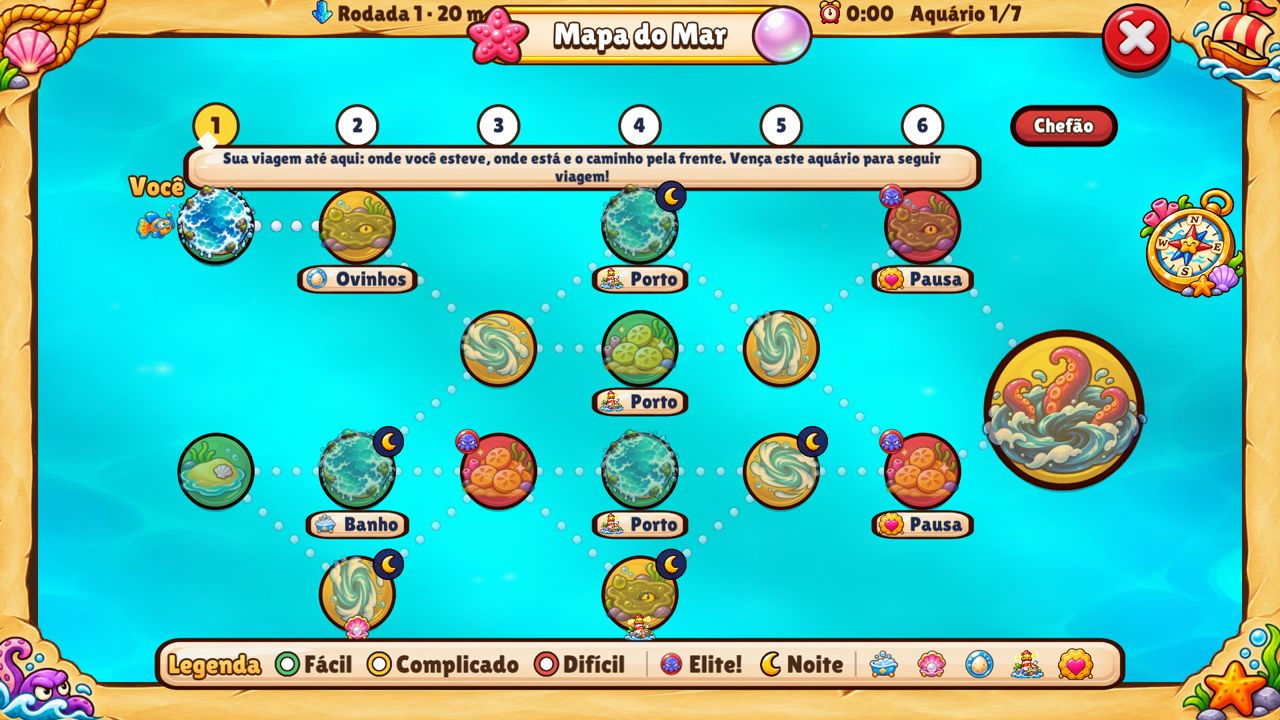 Rodada 1 · 20 m
Mapa do Mar
0:00 Aquário 1/7
1 2 3 4 5 6 Chefão
Sua viagem até aqui: onde você esteve, onde está e o caminho pela frente. Vença este aquário para seguir
viagem!
Você
N
E
S
W
Ovinhos Porto Pausa
Porto
Banho Porto Pausa
Legenda Fácil Complicado Difícil Elite! Noite